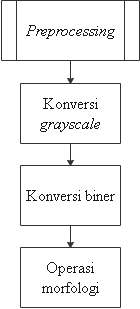 Preprocessing
Konversi
grayscale
Konversi biner
Operasi
morfologi